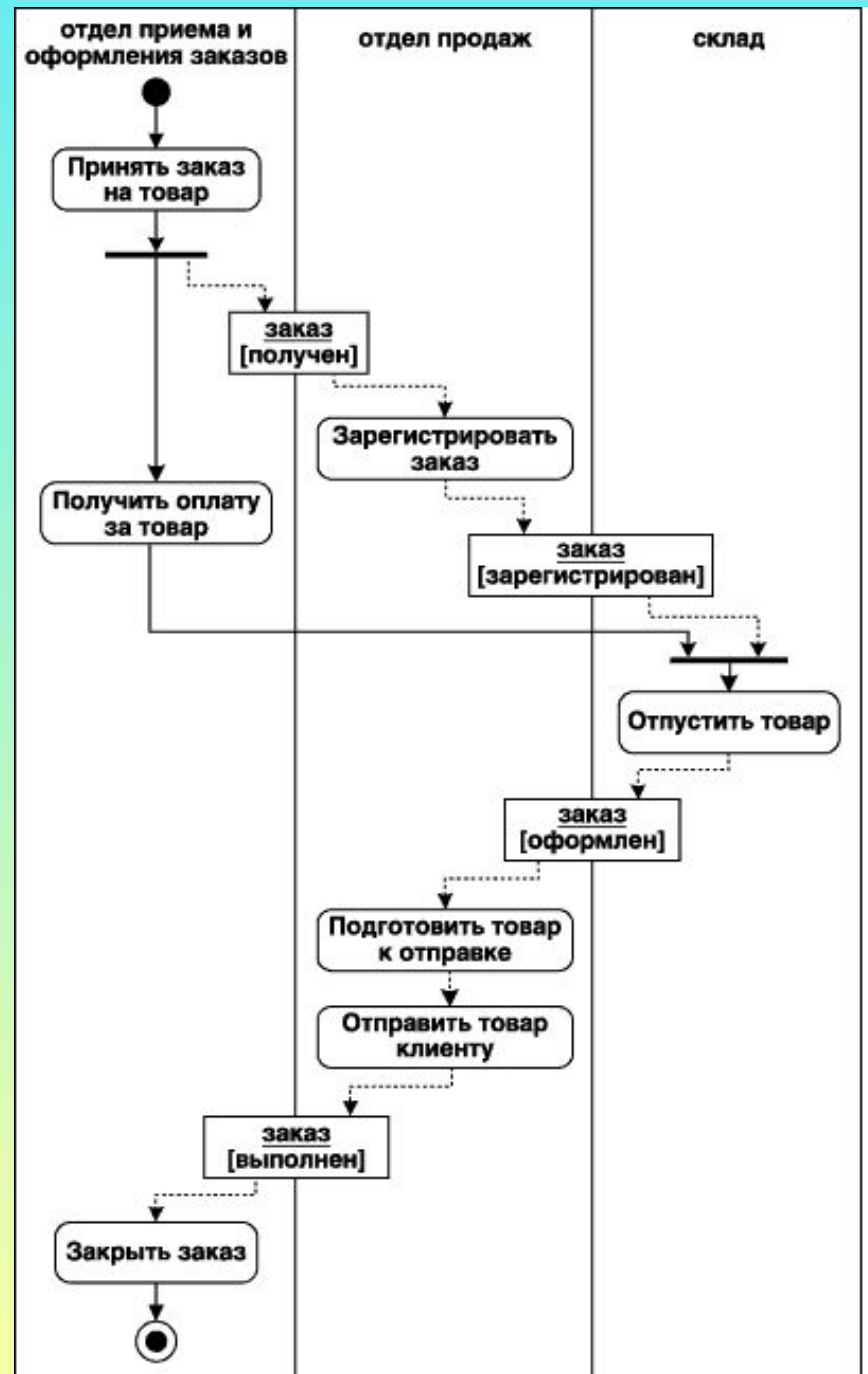 отдел приема и
оформления заказов
отдел продаж
склад
Принять заказ
на товар
заказ
[получен]
Зарегистрировать
заказ
Получить оплату
за товар
заказ
[зарегистрирован]
Отпустить товар
заказ
[оформлен]
Подготовить товар
к отправке
Отправить товар
клиенту
заказ
[выполнен]
Закрыть заказ